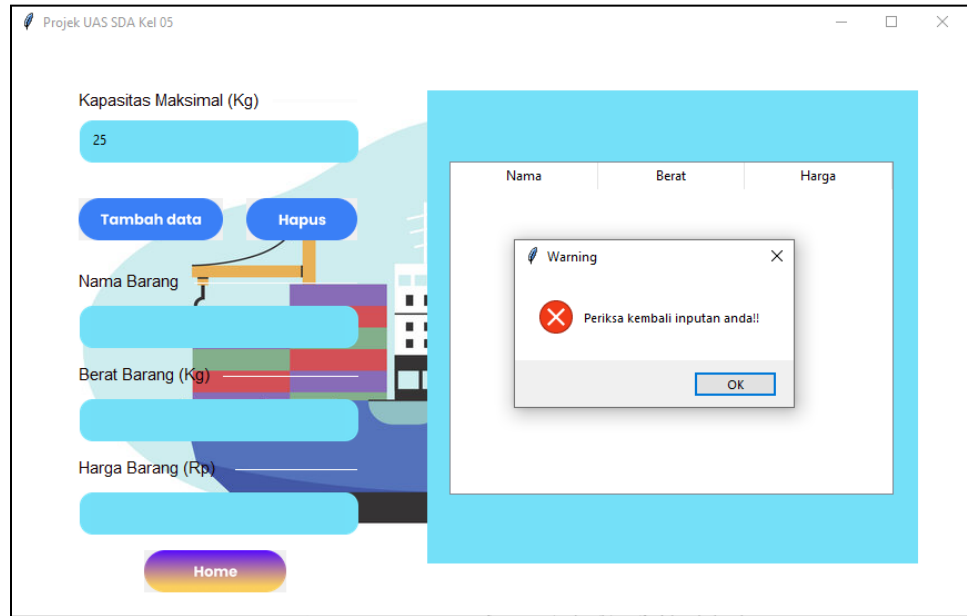 Projek UAS SDA Kel 05
Kapasitas Maksimal (Kg)
25
Tambah data
Hapus
Nama Barang
Berat Barang (Kg)
Harga Barang (Rp)
Home
Nama Berat Harga
Warning
Periksa kembali inputan anda!!
OK